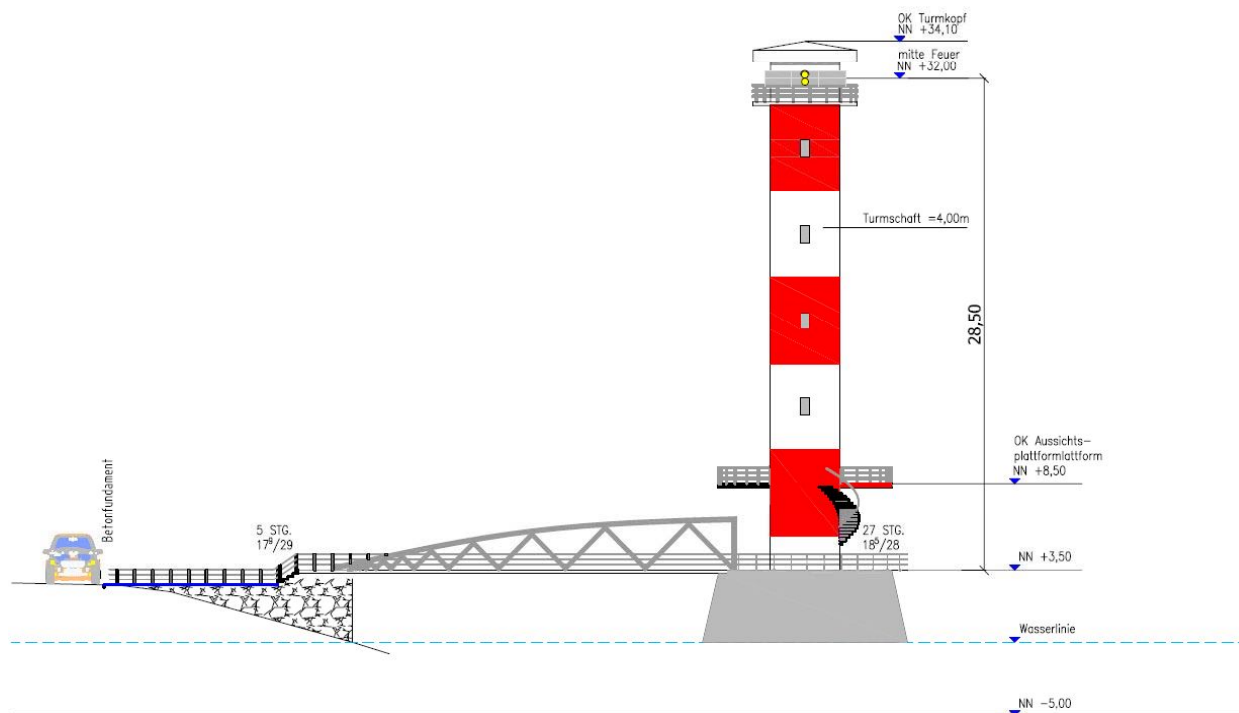 OK Turmkopf
NN +34,10
mitte Feuer
NN +32,00
Turmschaft =4,00m
28,50
OK Aussichts-
plattformlattform
NN +8,50
Betonfundament
5 STG.
17⁹/29
27 STG.
18⁵/28
NN +3,50
Wasserlinie
NN -5,00